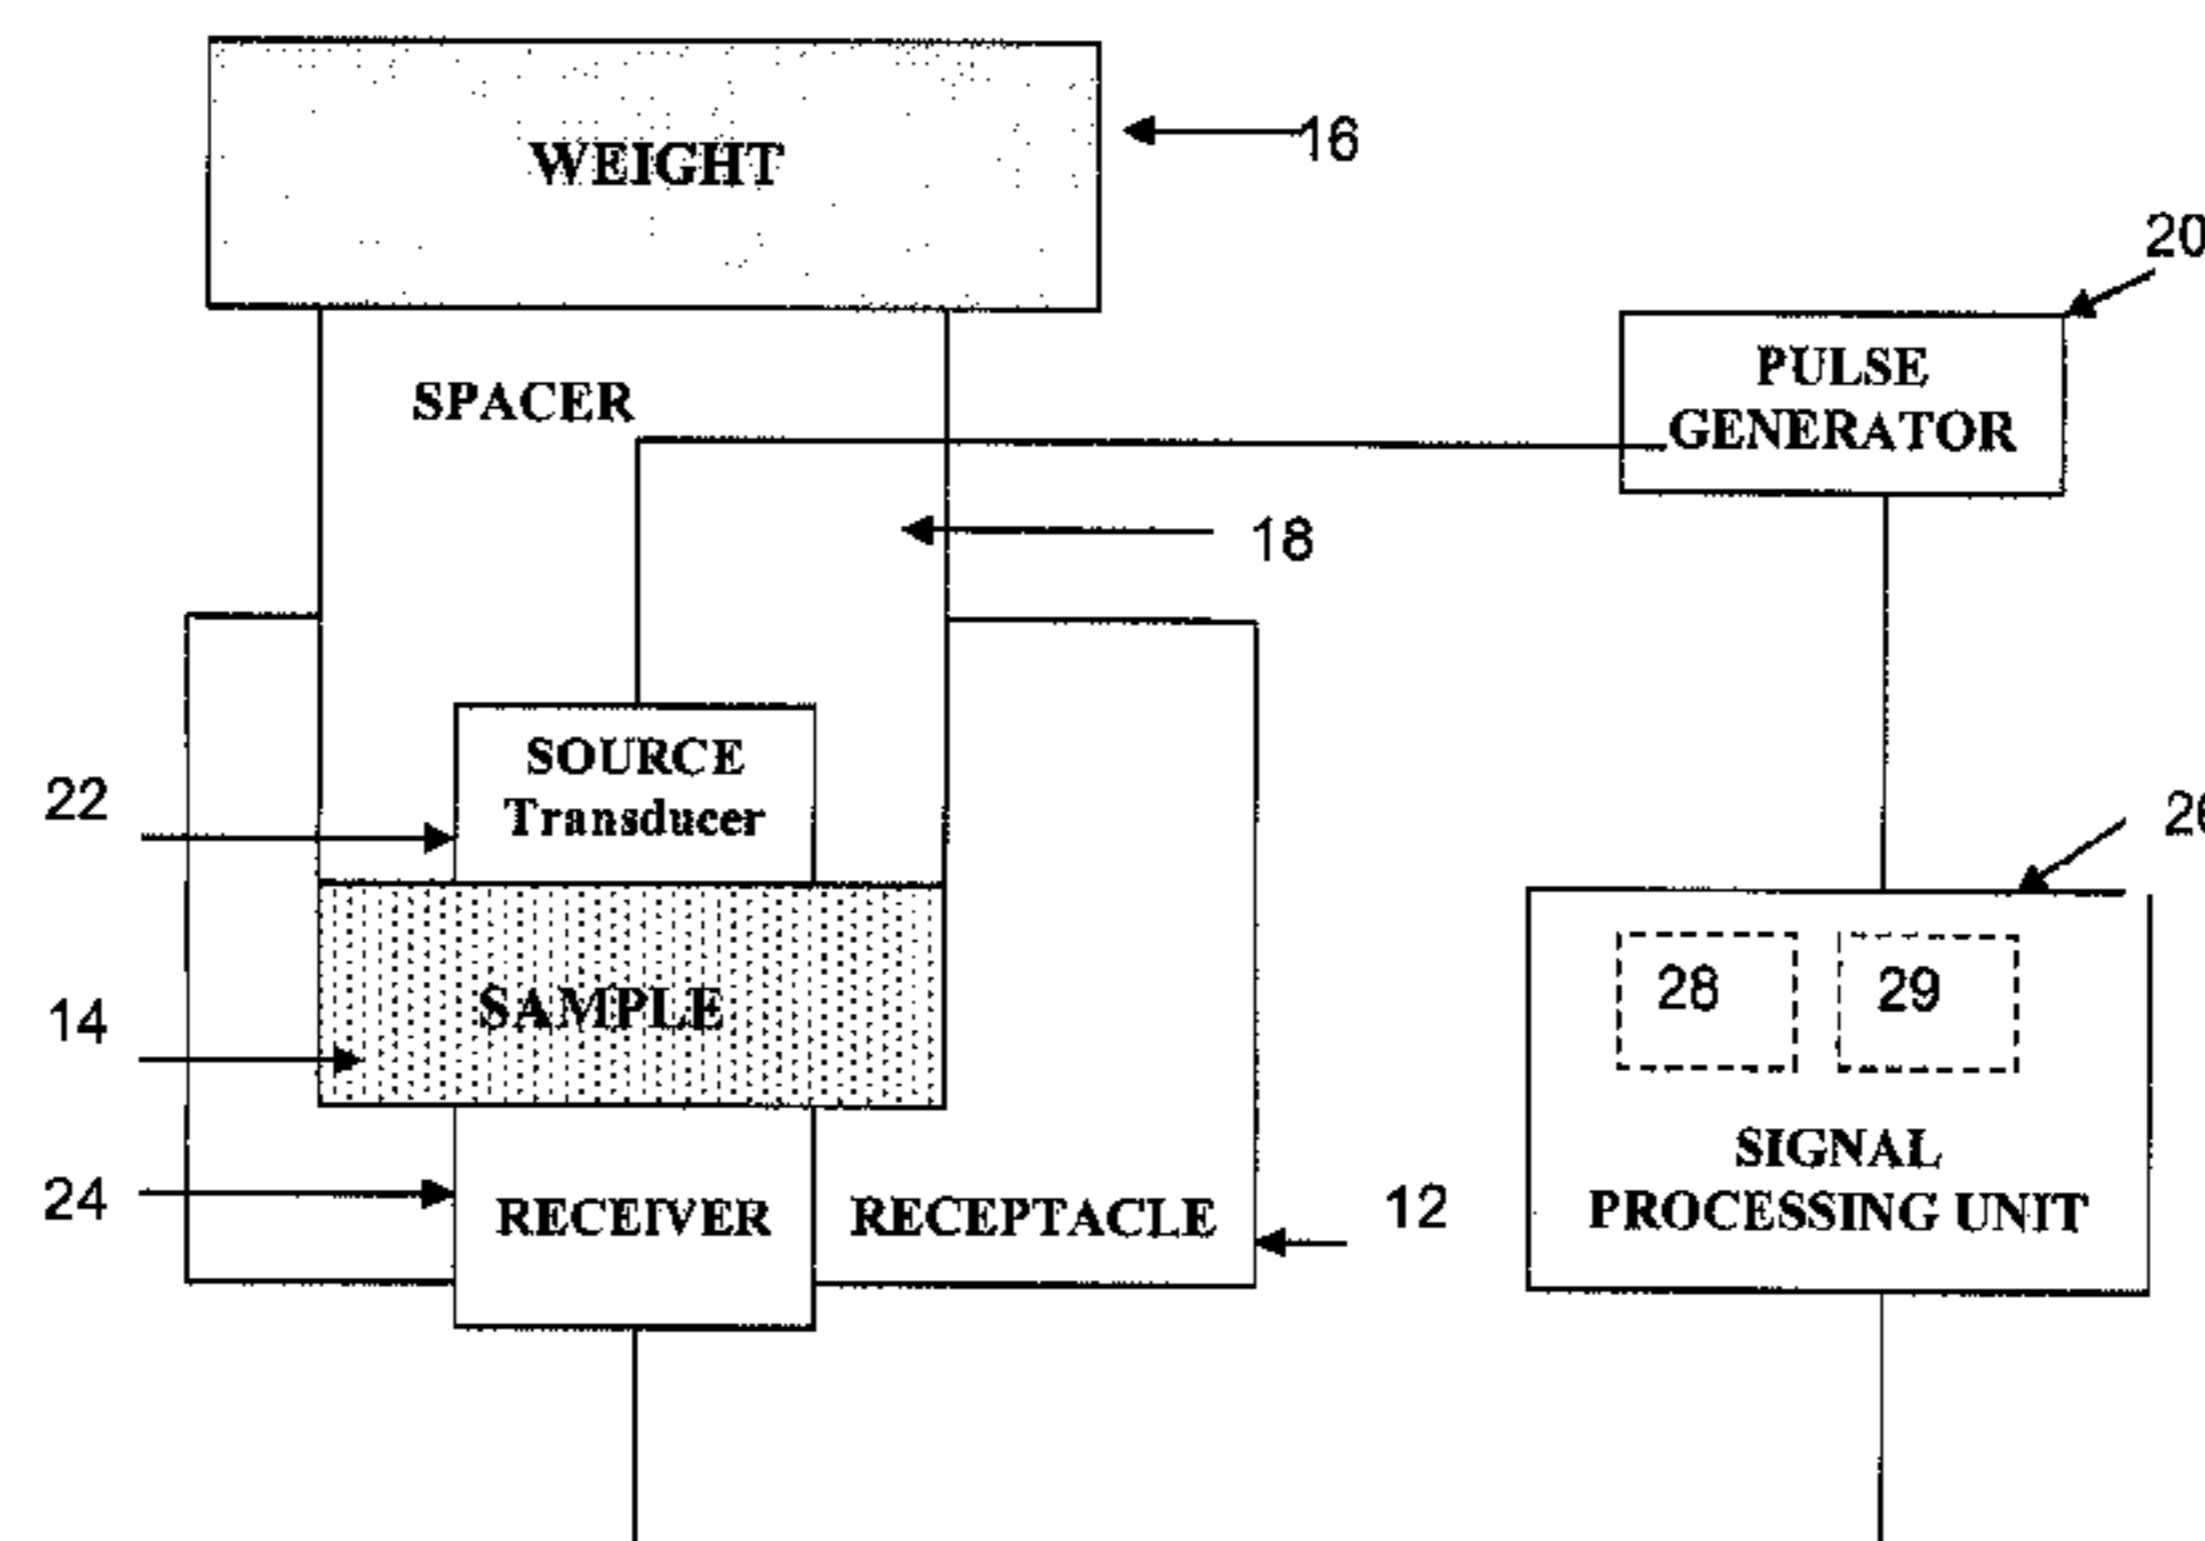 WEIGHT
16
20
PULSE
GENERATOR
SPACER
18
SOURCE
Transducer
22
28
29
SAMPLE
14
SIGNAL
PROCESSING UNIT
24
RECEIVER
RECEPTACLE
12